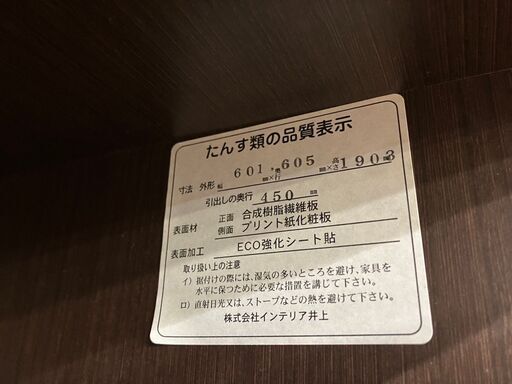 たんす類の品質表示
寸法 外形 幅 601 ㎜× 奥行 605 ㎜× 高さ 1903 ㎜
引出しの奥行 450 ㎜
表面材 正面 合成樹脂繊維板
側面 プリント紙化粧板
表面加工 ECO強化シート貼
取り扱い上の注意
イ）据付けの際には、湿気の多いところを避け、家具を
水平に保つために必要な措置を講じて下さい。
ロ）直射日光又は、ストーブなどの熱を避けて下さい。
株式会社インテリア井上